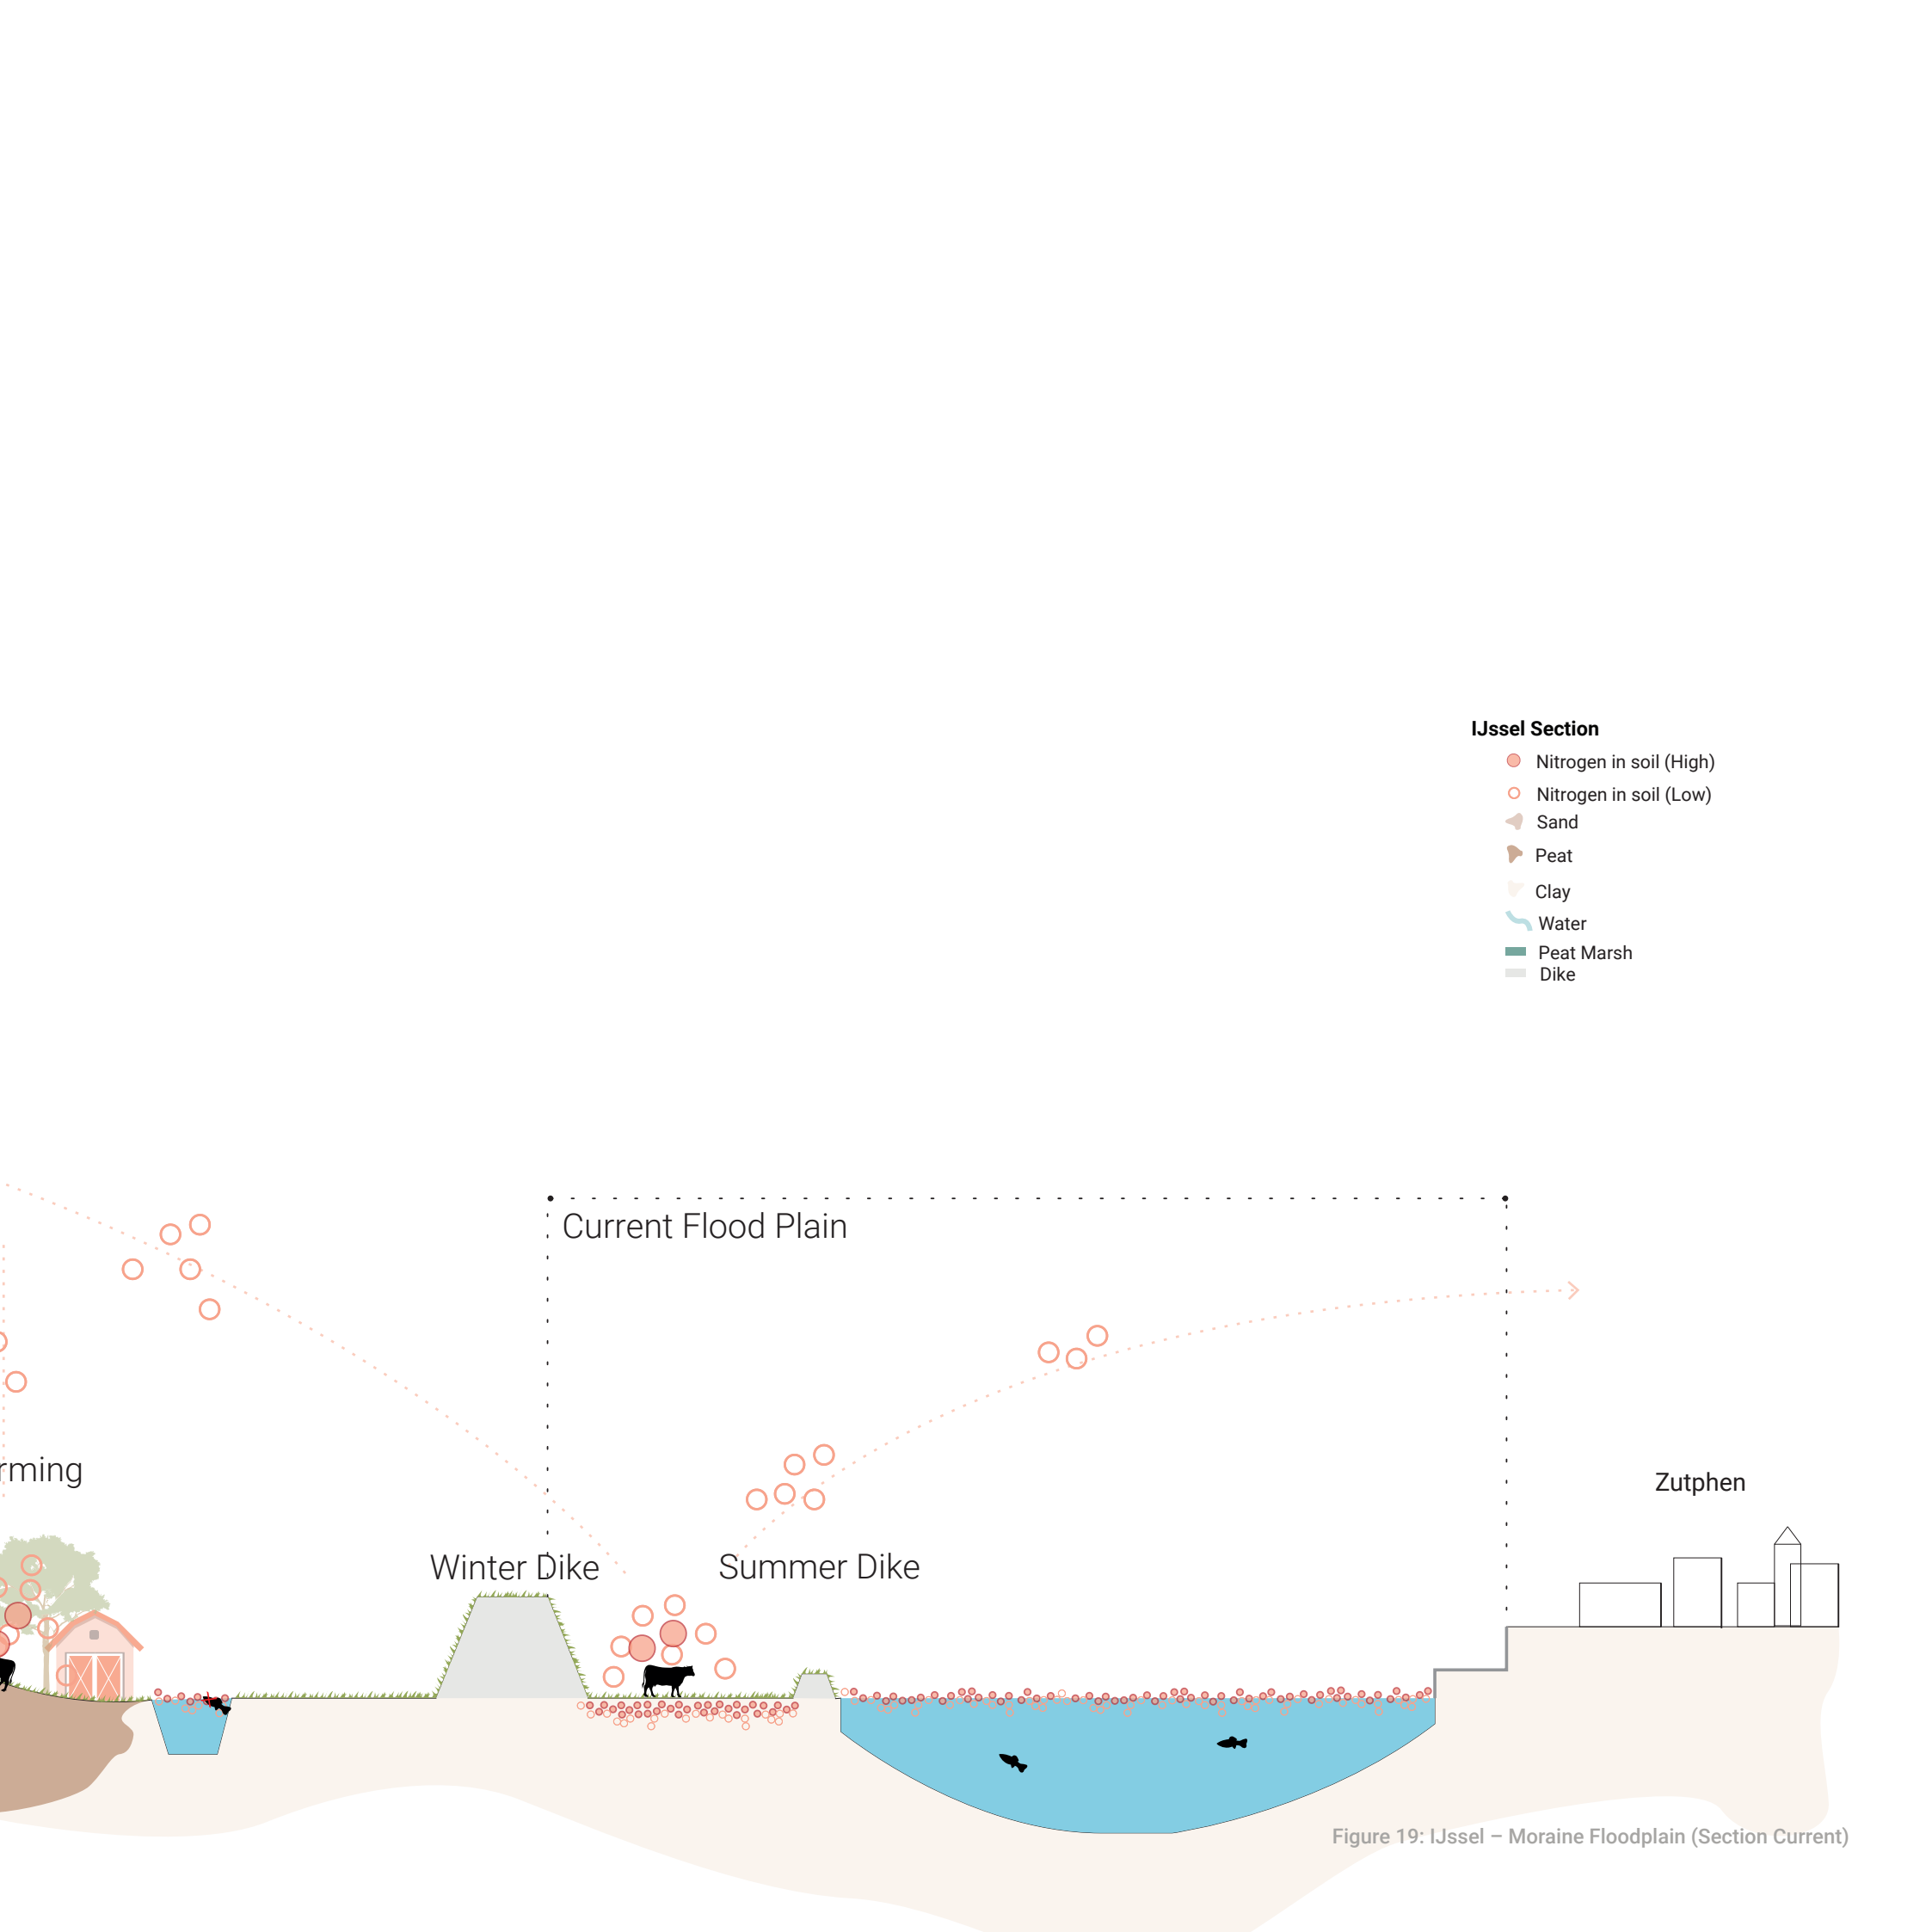 IJssel Section
Nitrogen in soil (High)
Nitrogen in soil (Low)
Sand
Peat
Clay
Water
Peat Marsh
Dike
Current Flood Plain
rming
Zutphen
Winter Dike
Summer Dike
Figure 19: IJssel – Moraine Floodplain (Section Current)